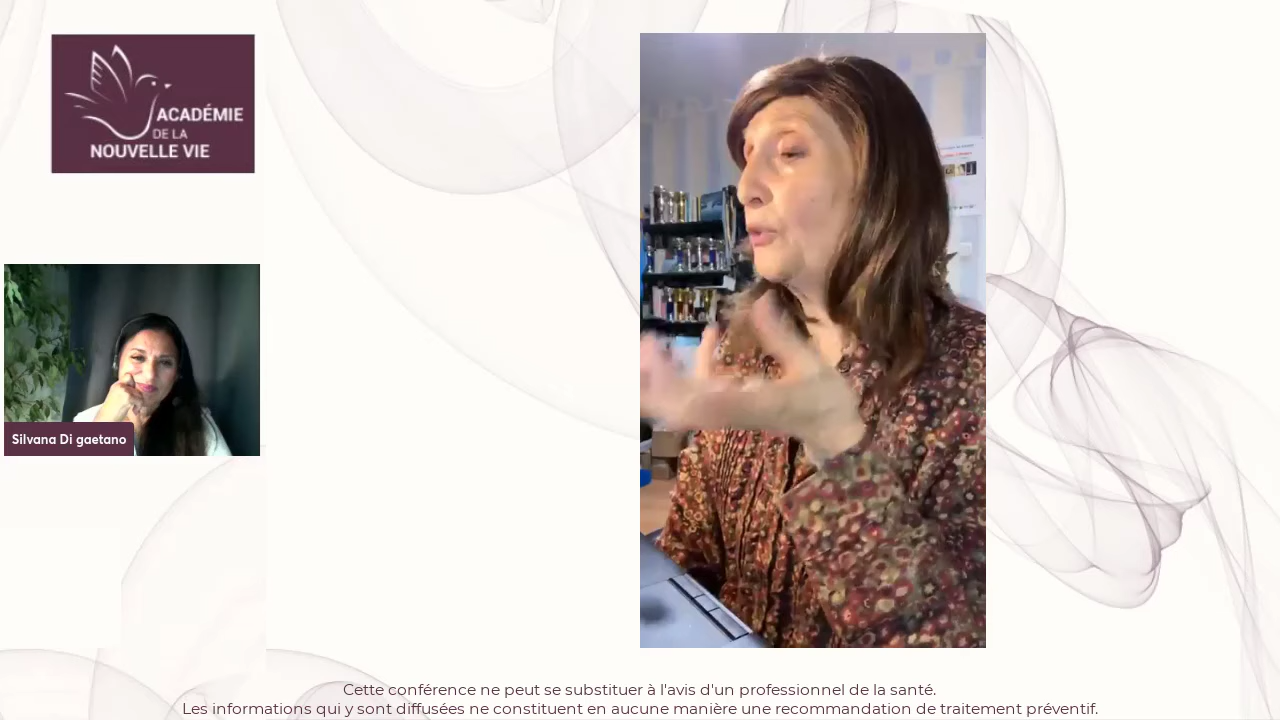 ACADÉMIE
DE LA
NOUVELLE VIE
Silvana Di gaetano
Cette conférence ne peut se substituer à l'avis d'un professionnel de la santé.
Les informations qui y sont diffusées ne constituent en aucune manière une recommandation de traitement préventif.